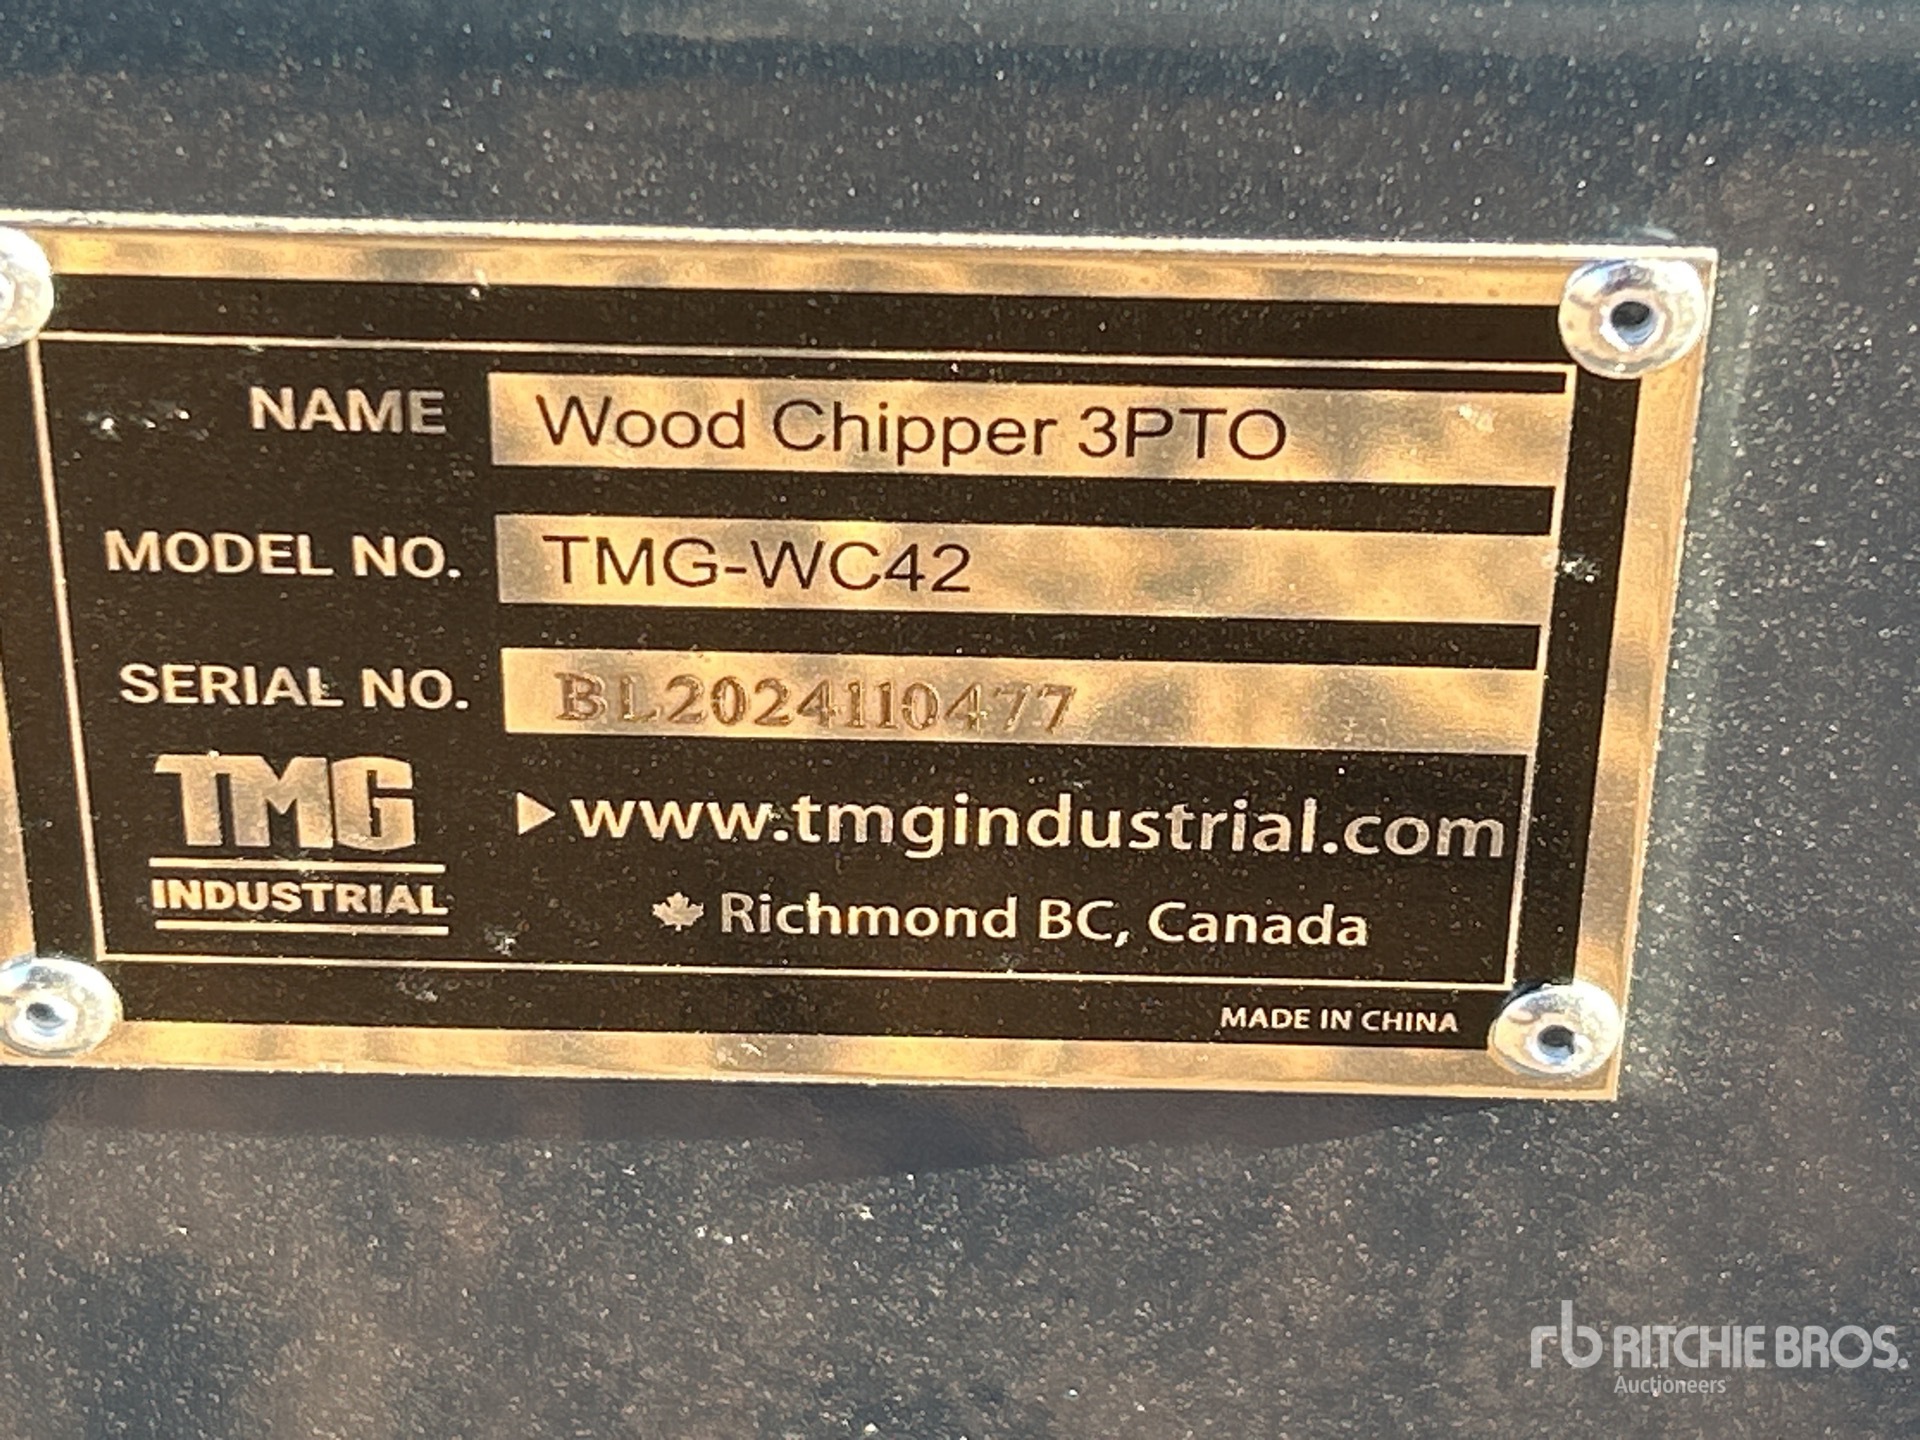 NAME Wood Chipper 3PTO
MODEL NO. TMG-WC42
SERIAL NO. BL2024110477
TMG
INDUSTRIAL
www.tmgindustrial.com
Richmond BC, Canada
MADE IN CHINA
rb RITCHIE BROS.
Auctioneers